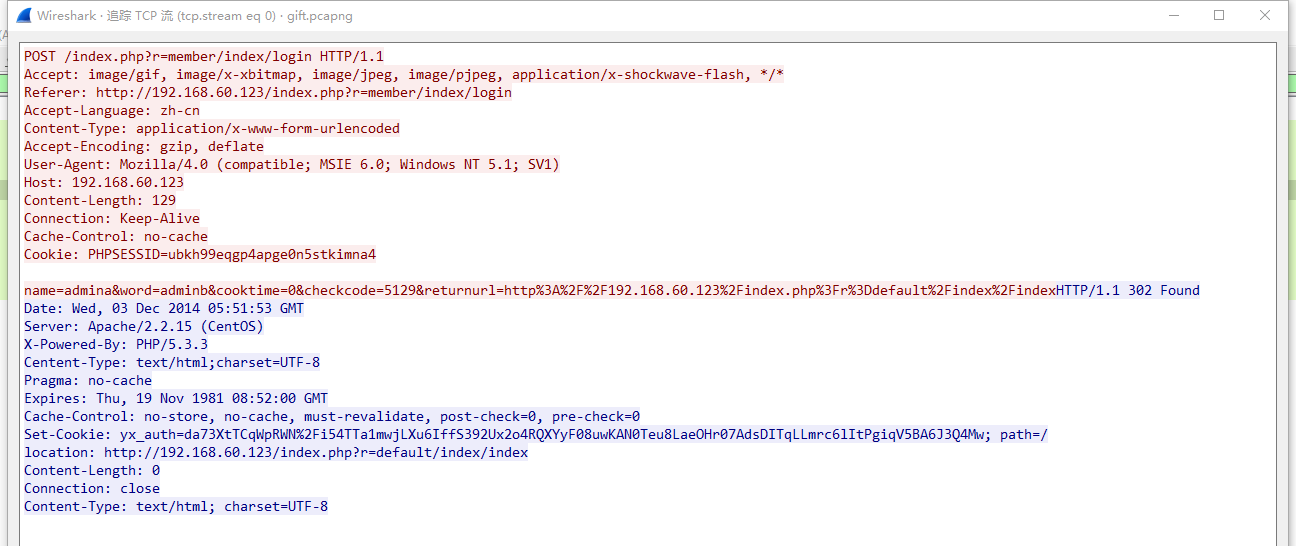 Wireshark · 追踪 TCP 流 (tcp.stream eq 0) · gift.pcapng
POST /index.php?r=member/index/login HTTP/1.1
Accept: image/gif, image/x-xbitmap, image/jpeg, image/pjpeg, application/x-shockwave-flash, */*
Referer: http://192.168.60.123/index.php?r=member/index/login
Accept-Language: zh-cn
Content-Type: application/x-www-form-urlencoded
Accept-Encoding: gzip, deflate
User-Agent: Mozilla/4.0 (compatible; MSIE 6.0; Windows NT 5.1; SV1)
Host: 192.168.60.123
Content-Length: 129
Connection: Keep-Alive
Cache-Control: no-cache
Cookie: PHPSESSID=ubkh99eqgp4apge0n5stkimna4
name=admina&word=adminb&cooktime=0&checkcode=5129&returnurl=http%3A%2F%2F192.168.60.123%2Findex.php%3Fr%3Ddefault%2Findex%2FindexHTTP/1.1 302 Found
Date: Wed, 03 Dec 2014 05:51:53 GMT
Server: Apache/2.2.15 (CentOS)
X-Powered-By: PHP/5.3.3
Centent-Type: text/html;charset=UTF-8
Pragma: no-cache
Expires: Thu, 19 Nov 1981 08:52:00 GMT
Cache-Control: no-store, no-cache, must-revalidate, post-check=0, pre-check=0
Set-Cookie: yx_auth=da73XtTCqWpRWN%2Fi54TTa1mwjLXu6IffS392Ux2o4RQXYyF08uwKAN0Teu8LaeOHr07AdsDITqLLmrc6lItPgiqV5BA6J3Q4Mw; path=/
location: http://192.168.60.123/index.php?r=default/index/index
Content-Length: 0
Connection: close
Content-Type: text/html; charset=UTF-8